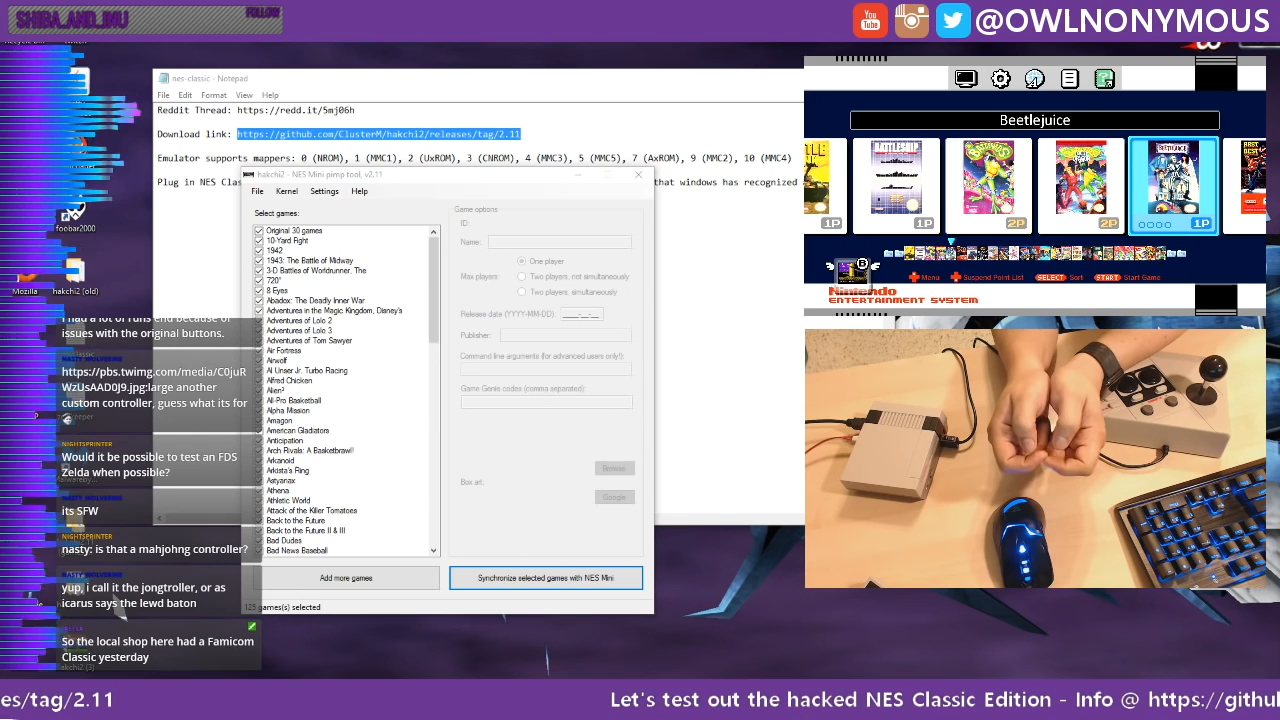 SHIBA_AND_INU
FOLLOW
You Tube
@OWLNONYMOUS
nes-classic - Notepad
File Edit Format View Help
Reddit Thread: https://redd.it/5mj06h
Download link: https://github.com/ClusterM/hakchi2/releases/tag/2.11
Emulator supports mappers: 0 (NROM), 1 (MMC1), 2 (UxROM), 3 (CNROM), 4 (MMC3), 5 (MMC5), 7 (AxROM), 9 (MMC2), 10 (MM
Plug in NES Clas
that windows has recognized
hakchi2 - NES Mini pimp tool, v2.11
File Kernel Settings Help
Select games:
Original 30 games
10-Yard Fight
1942
1943: The Battle of Midway
3-D Battles of Worldrunner, The
720°
8 Eyes
Abadox: The Deadly Inner War
Adventures in the Magic Kingdom, Disney's
Adventures of Lolo 2
Adventures of Lolo 3
Adventures of Tom Sawyer
Air Fortress
Airwolf
Al Unser Jr. Turbo Racing
Alfred Chicken
Alien³
All-Pro Basketball
Alpha Mission
Amagon
American Gladiators
Anticipation
Arch Rivals: A Basketbrawl!
Arkanoid
Arkista's Ring
Astyanax
Athena
Athletic World
Attack of the Killer Tomatoes
Back to the Future
Back to the Future II & III
Bad Dudes
Bad News Baseball
Add more games
Synchronize selected games with NES Mini
125 games(s) selected
Game options
ID:
Name:
One player
Max players:
Two players, not simultaneously
Two players, simultaneously
Release date (YYYY-MM-DD):
Publisher:
Command line arguments (for advanced users only!):
Game Genie codes (comma separated):
Browse
Box art:
Google
foobar2000
Mozilla
hakchi2 (old)
issues with the original buttons.
NASTY_WOLVERINE
https://pbs.twimg.com/media/C0juR
WzUsAAD0J9.jpg:large another
custom controller, guess what its for
NIGHTSPRINTER
Would it be possible to test an FDS
Zelda when possible?
NASTY_WOLVERINE
its SFW
NIGHTSPRINTER
nasty: is that a mahjohng controller?
NASTY_WOLVERINE
yup, i call it the jongtroller, or as
icarus says the lewd baton
So the local shop here had a Famicom
Classic yesterday
Beetlejuice
BATTLESHIP
BEETLEJUICE
1P
1P
2P
2P
1P
B
Menu
Suspend Point List
SELECT Sort
START Start Game
Nintendo
ENTERTAINMENT SYSTEM
es/tag/2.11
Let's test out the hacked NES Classic Edition - Info @ https://githu